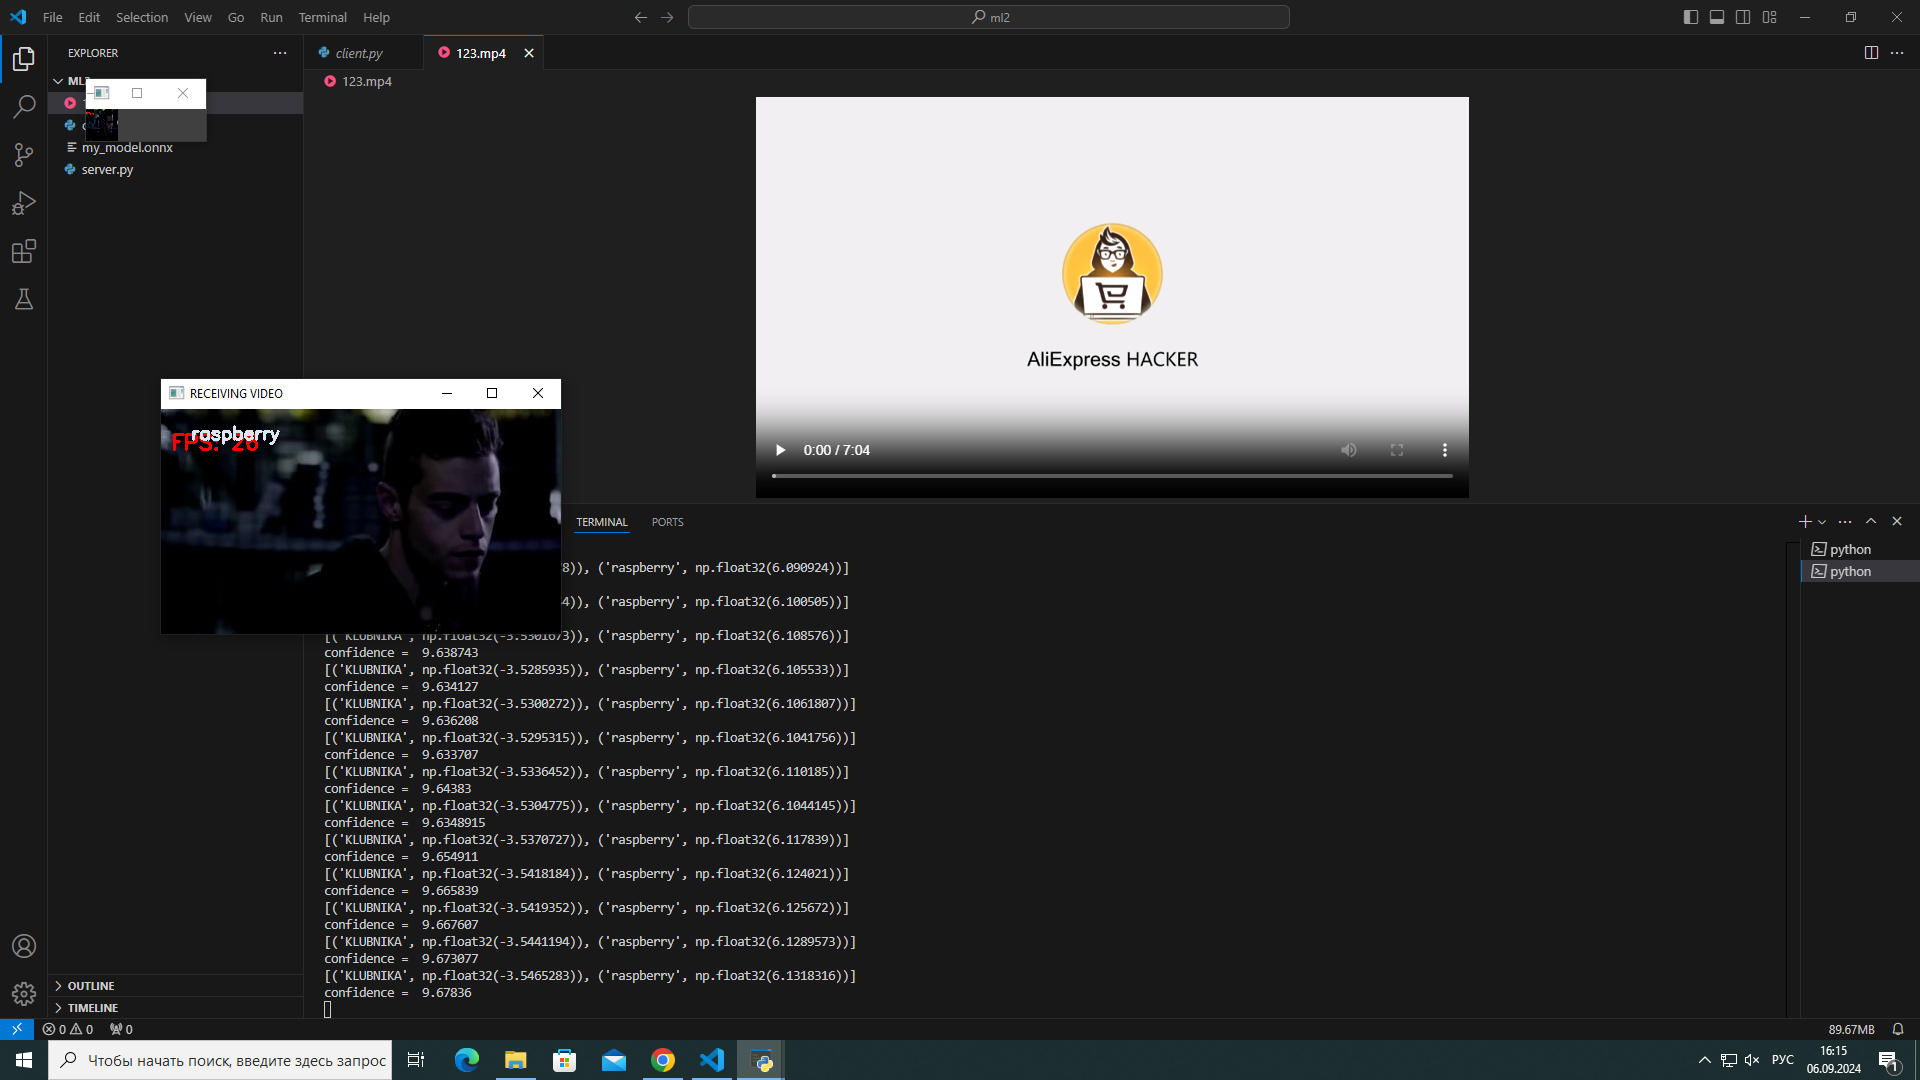 File Edit Selection View Go Run Terminal Help
ml2
EXPLORER
client.py
123.mp4
123.mp4
my_model.onnx
server.py
AliExpress HACKER
0:00 / 7:04
RECEIVING VIDEO
raspberry
FPS: 26
TERMINAL PORTS
python
python
)), ('raspberry', np.float32(6.090924))]
)), ('raspberry', np.float32(6.100505))]
[('KLUBNIKA', np.float32(-3.5301673)), ('raspberry', np.float32(6.108576))]
confidence = 9.638743
[('KLUBNIKA', np.float32(-3.5285935)), ('raspberry', np.float32(6.105533))]
confidence = 9.634127
[('KLUBNIKA', np.float32(-3.5300272)), ('raspberry', np.float32(6.1061807))]
confidence = 9.636208
[('KLUBNIKA', np.float32(-3.5295315)), ('raspberry', np.float32(6.1041756))]
confidence = 9.633707
[('KLUBNIKA', np.float32(-3.5336452)), ('raspberry', np.float32(6.110185))]
confidence = 9.64383
[('KLUBNIKA', np.float32(-3.5304775)), ('raspberry', np.float32(6.1044145))]
confidence = 9.6348915
[('KLUBNIKA', np.float32(-3.5370727)), ('raspberry', np.float32(6.117839))]
confidence = 9.654911
[('KLUBNIKA', np.float32(-3.5418184)), ('raspberry', np.float32(6.124021))]
confidence = 9.665839
[('KLUBNIKA', np.float32(-3.5419352)), ('raspberry', np.float32(6.125672))]
confidence = 9.667607
[('KLUBNIKA', np.float32(-3.5441194)), ('raspberry', np.float32(6.1289573))]
confidence = 9.673077
[('KLUBNIKA', np.float32(-3.5465283)), ('raspberry', np.float32(6.1318316))]
confidence = 9.67836
OUTLINE
TIMELINE
0 0 0
89.67MB
Чтобы начать поиск, введите здесь запрос
РУС
16:15
06.09.2024
1